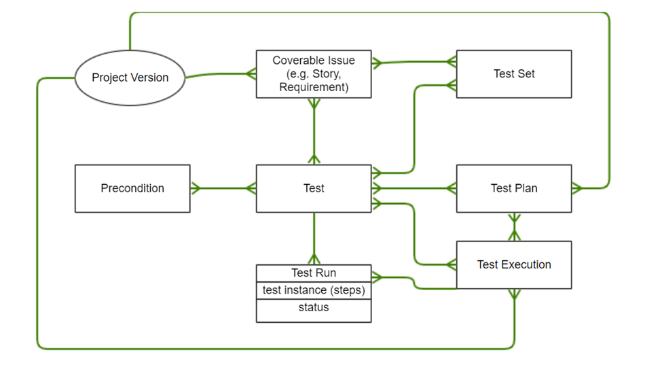 Project Version
Coverable Issue
(e.g. Story,
Requirement)
Test Set
Precondition
Test
Test Plan
Test Execution
Test Run
test instance (steps)
status